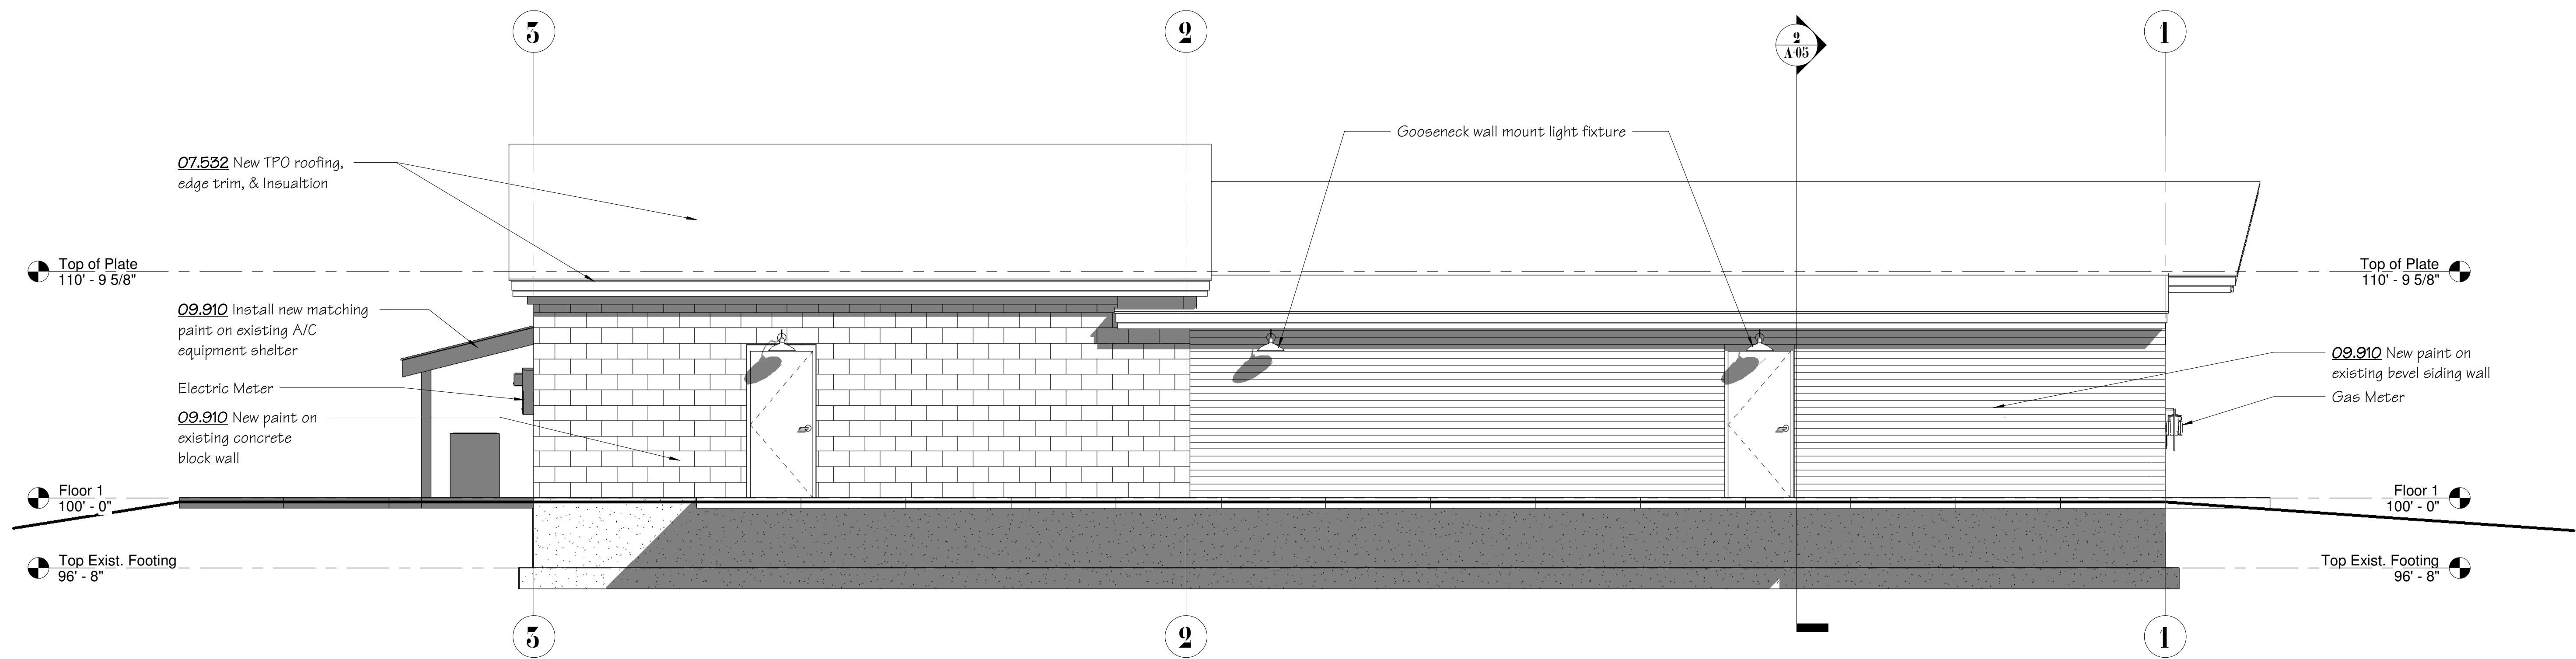 3
2
2
A-05
1
Gooseneck wall mount light fixture
07.532 New TPO roofing,
edge trim, & Insualtion
Top of Plate
110' - 9 5/8"
Top of Plate
110' - 9 5/8"
09.910 Install new matching
paint on existing A/C
equipment shelter
09.910 New paint on
existing bevel siding wall
Electric Meter
Gas Meter
09.910 New paint on
existing concrete
block wall
Floor 1
100' - 0"
Floor 1
100' - 0"
Top Exist. Footing
96' - 8"
Top Exist. Footing
96' - 8"
3
2
1